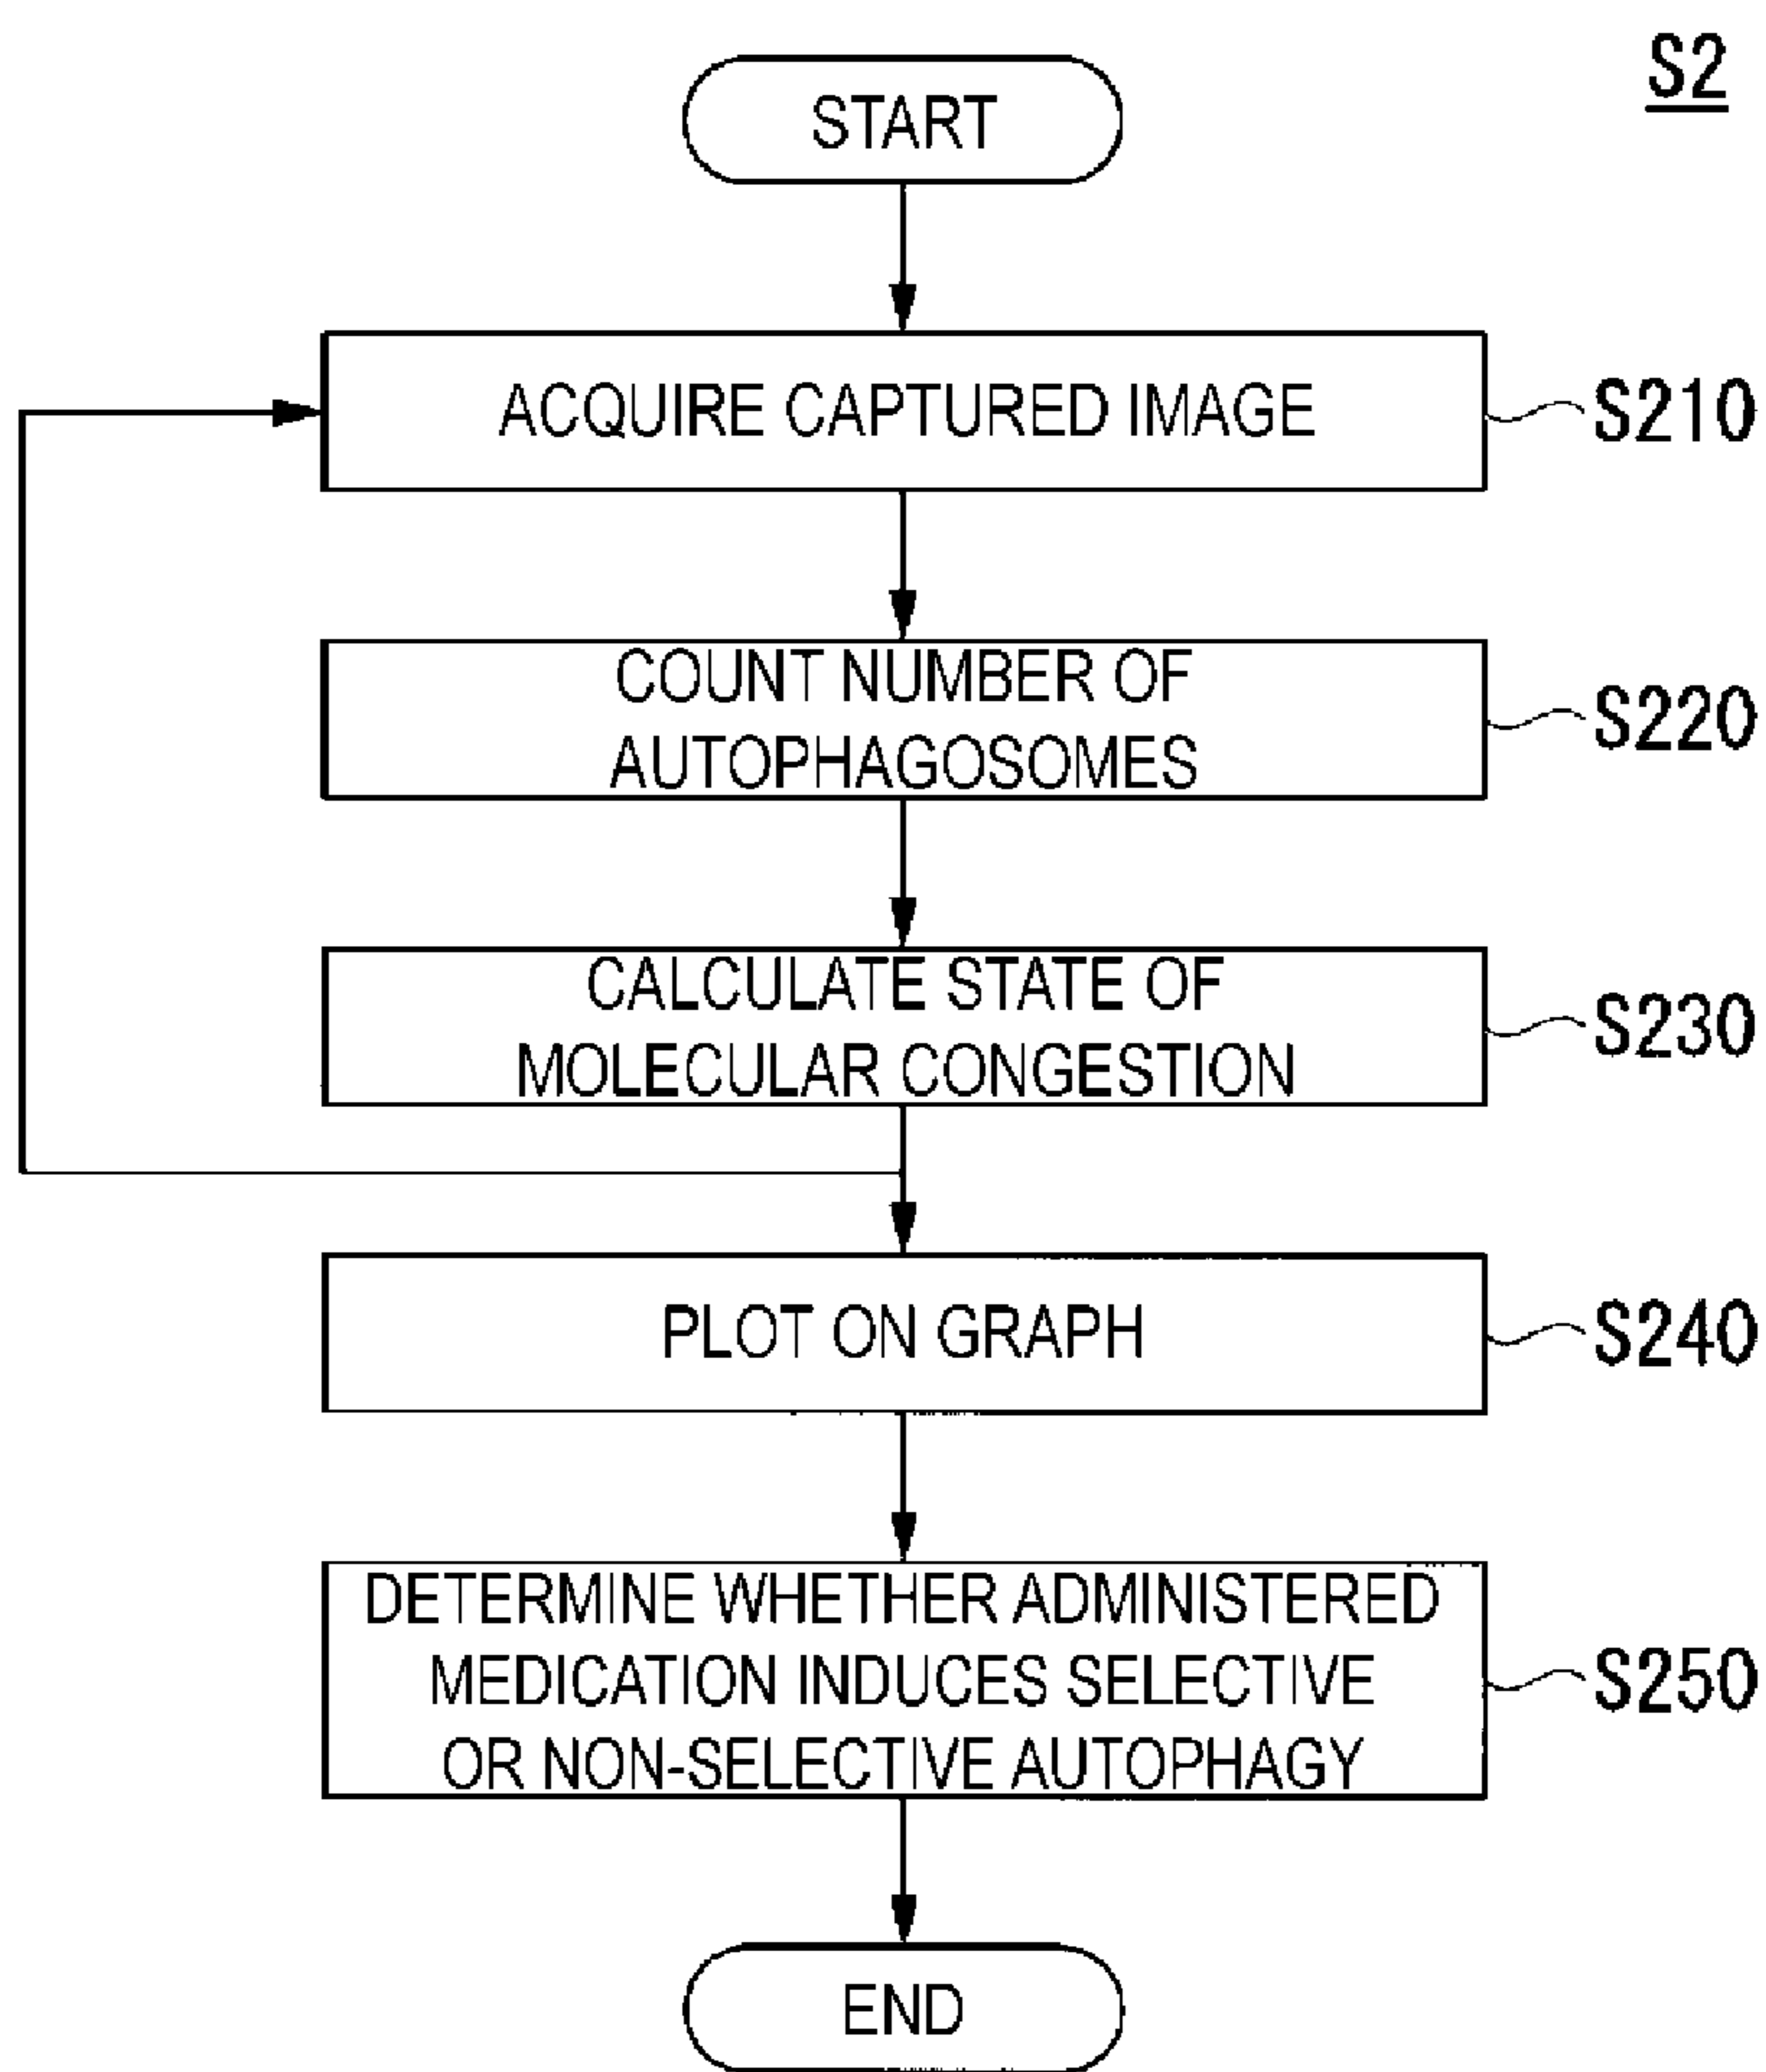 S2
START
ACQUIRE CAPTURED IMAGE
S210
COUNT NUMBER OF
AUTOPHAGOSOMES
S220
CALCULATE STATE OF
MOLECULAR CONGESTION
S230
PLOT ON GRAPH
S240
DETERMINE WHETHER ADMINISTERED
MEDICATION INDUCES SELECTIVE
OR NON-SELECTIVE AUTOPHAGY
S250
END